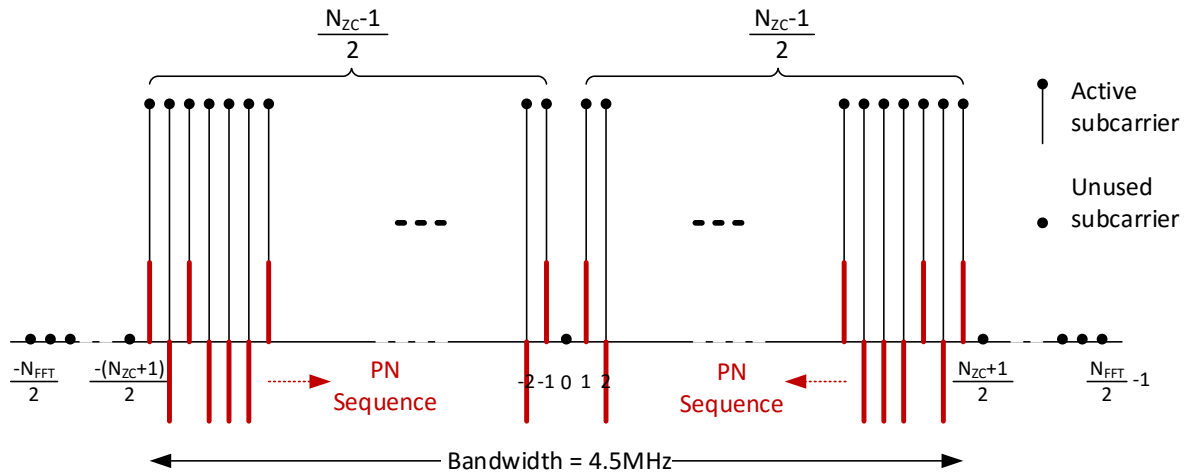 N_ZC-1
2
N_ZC-1
2
Active
subcarrier
Unused
subcarrier
-N_FFT
2
-(N_ZC+1)
2
PN
Sequence
-2 -1 0 1 2
PN
Sequence
N_ZC+1
2
N_FFT
2
-1
Bandwidth = 4.5MHz